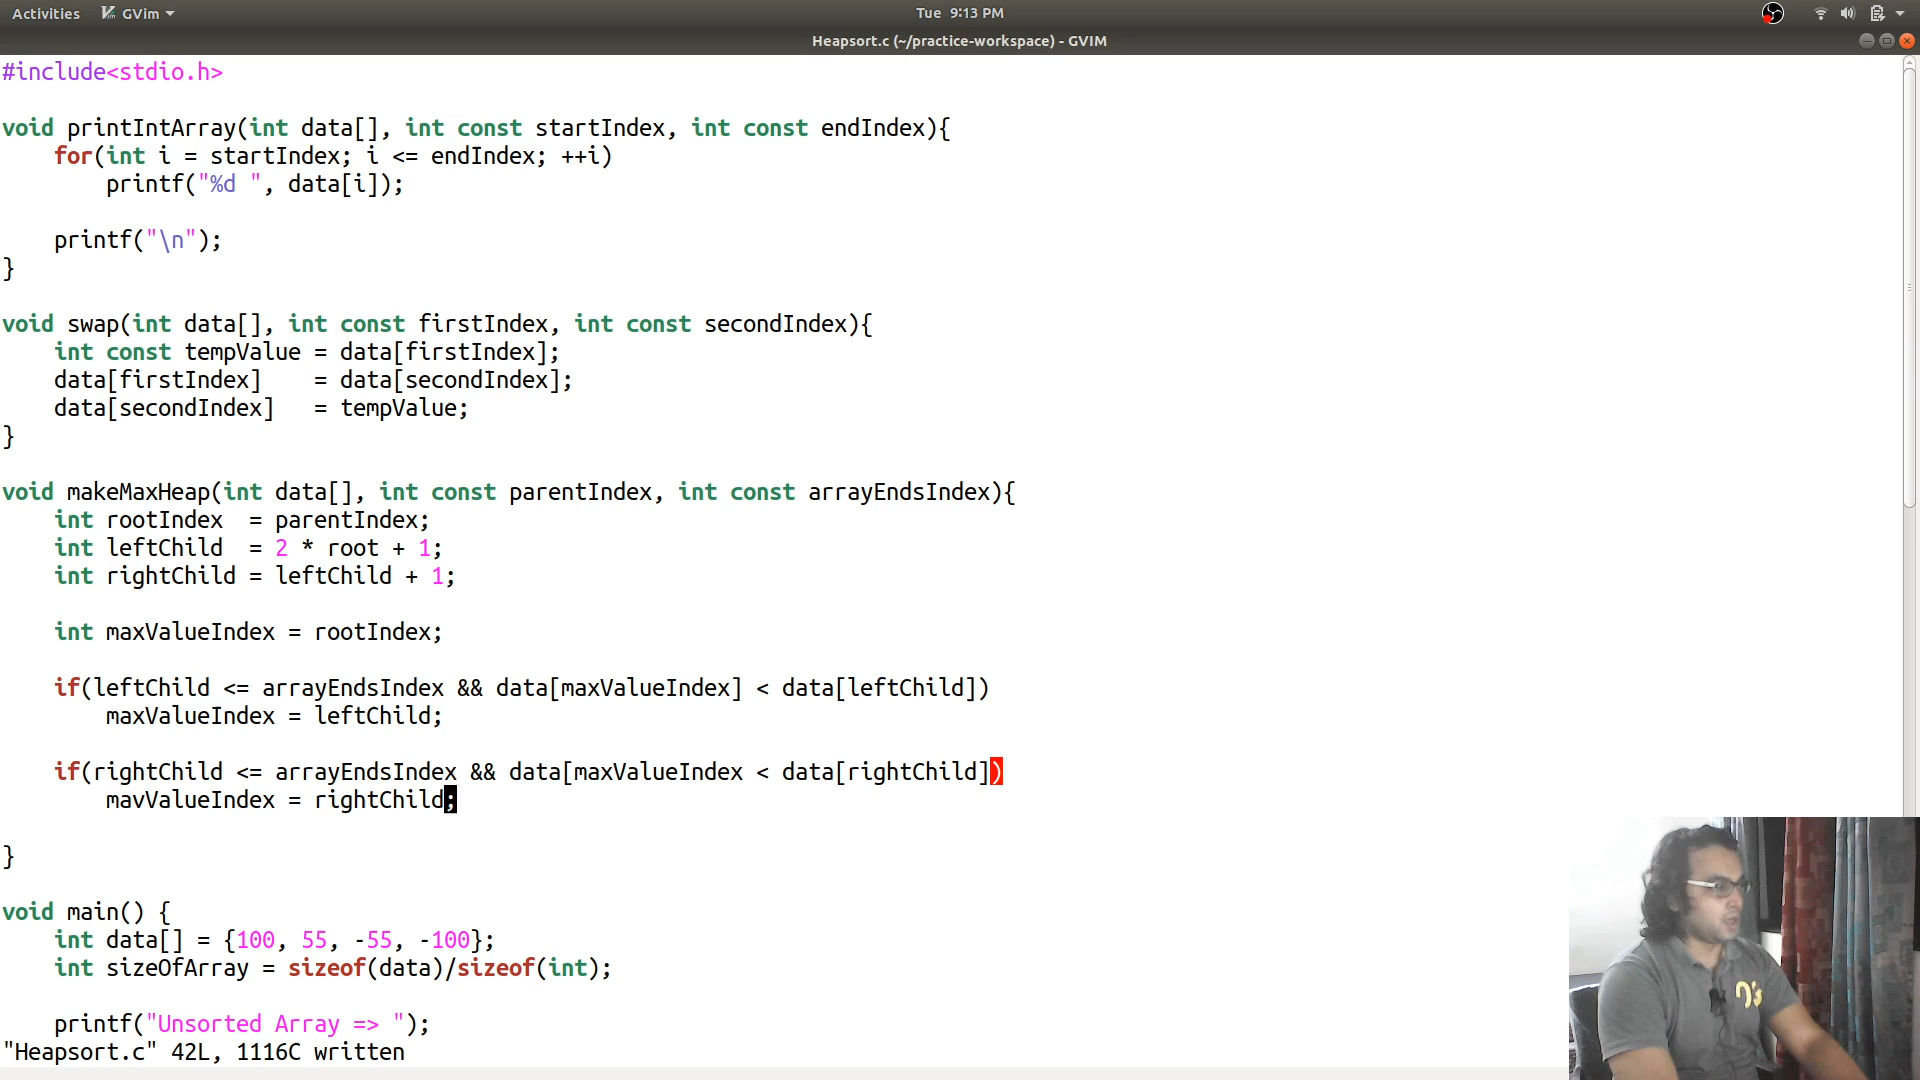 Activities GVim Tue 9:13 PM
Heapsort.c (~/practice-workspace) - GVIM
#include<stdio.h>

void printIntArray(int data[], int const startIndex, int const endIndex){
    for(int i = startIndex; i <= endIndex; ++i)
        printf("%d ", data[i]);

    printf("\n");
}

void swap(int data[], int const firstIndex, int const secondIndex){
    int const tempValue = data[firstIndex];
    data[firstIndex]    = data[secondIndex];
    data[secondIndex]   = tempValue;
}

void makeMaxHeap(int data[], int const parentIndex, int const arrayEndsIndex){
    int rootIndex  = parentIndex;
    int leftChild  = 2 * root + 1;
    int rightChild = leftChild + 1;

    int maxValueIndex = rootIndex;

    if(leftChild <= arrayEndsIndex && data[maxValueIndex] < data[leftChild])
        maxValueIndex = leftChild;

    if(rightChild <= arrayEndsIndex && data[maxValueIndex < data[rightChild])
        mavValueIndex = rightChild;

}

void main() {
    int data[] = {100, 55, -55, -100};
    int sizeOfArray = sizeof(data)/sizeof(int);

    printf("Unsorted Array => ");
"Heapsort.c" 42L, 1116C written